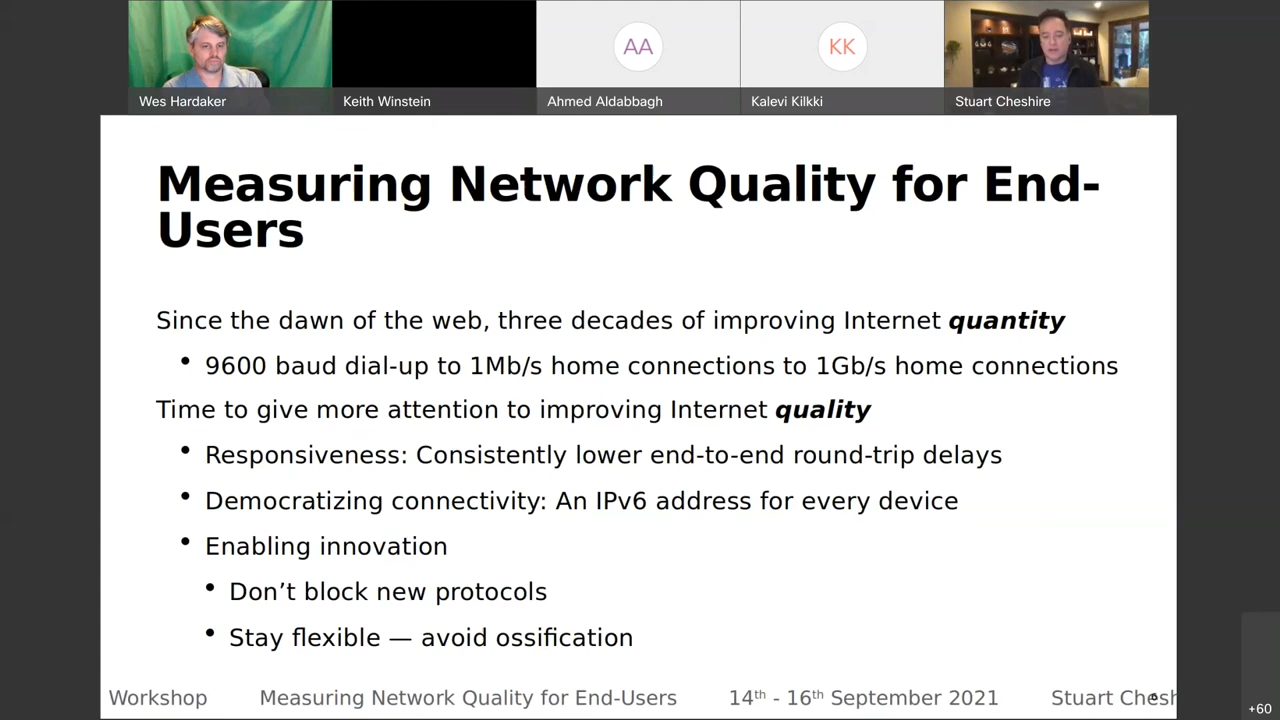 AA
KK
Wes Hardaker
Keith Winstein
Ahmed Aldabbagh
Kalevi Kilkki
Stuart Cheshire
Measuring Network Quality for End-
Users
Since the dawn of the web, three decades of improving Internet quantity
• 9600 baud dial-up to 1Mb/s home connections to 1Gb/s home connections
Time to give more attention to improving Internet quality
• Responsiveness: Consistently lower end-to-end round-trip delays
• Democratizing connectivity: An IPv6 address for every device
• Enabling innovation
• Don’t block new protocols
• Stay flexible — avoid ossification
Workshop Measuring Network Quality for End-Users 14th - 16th September 2021 Stuart Chesh
+60